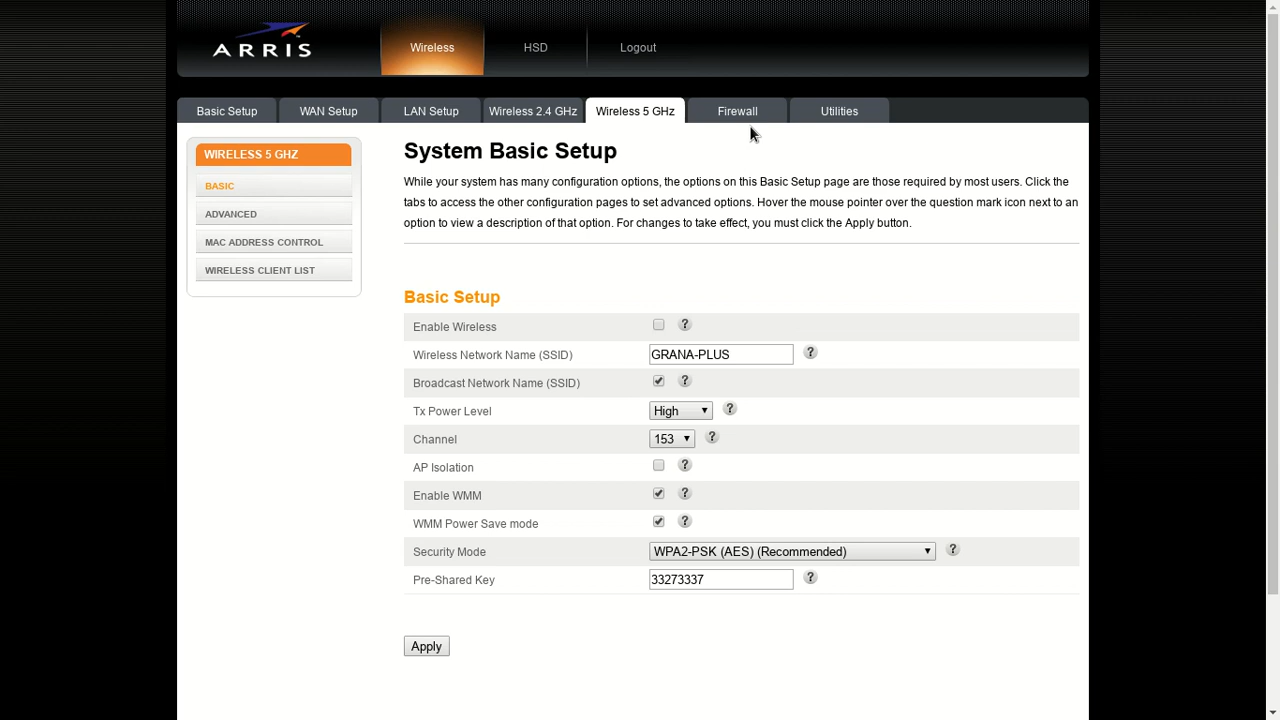 ARRIS
Wireless
HSD
Logout
Basic Setup
WAN Setup
LAN Setup
Wireless 2.4 GHz
Wireless 5 GHz
Firewall
Utilities
WIRELESS 5 GHZ
BASIC
ADVANCED
MAC ADDRESS CONTROL
WIRELESS CLIENT LIST
System Basic Setup
While your system has many configuration options, the options on this Basic Setup page are those required by most users. Click the
tabs to access the other configuration pages to set advanced options. Hover the mouse pointer over the question mark icon next to an
option to view a description of that option. For changes to take effect, you must click the Apply button.
Basic Setup
Enable Wireless ?
Wireless Network Name (SSID) GRANA-PLUS ?
Broadcast Network Name (SSID) ?
Tx Power Level High ?
Channel 153 ?
AP Isolation ?
Enable WMM ?
WMM Power Save mode ?
Security Mode WPA2-PSK (AES) (Recommended) ?
Pre-Shared Key 33273337 ?
Apply